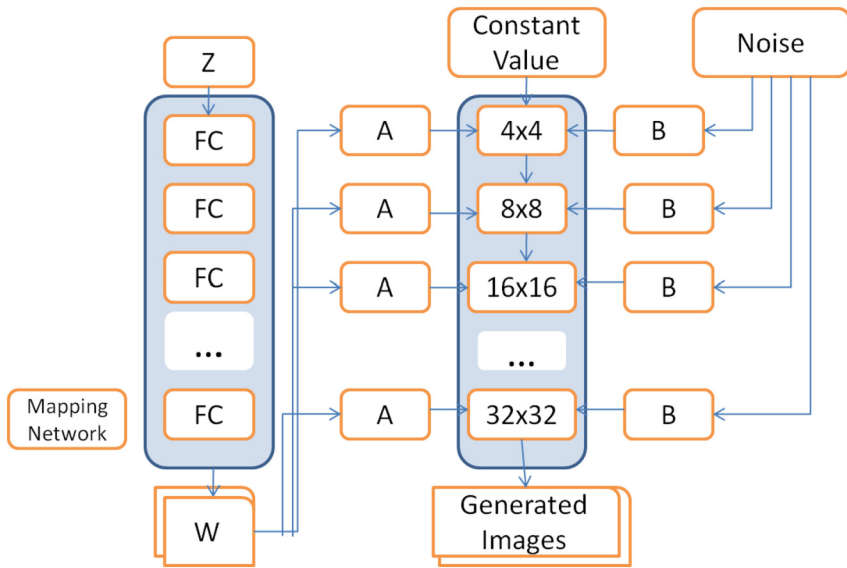 Z
Constant
Value
Noise
FC
A
4x4
B
FC
A
8x8
B
FC
A
16x16
B
...
...
Mapping
Network
FC
A
32x32
B
W
Generated
Images